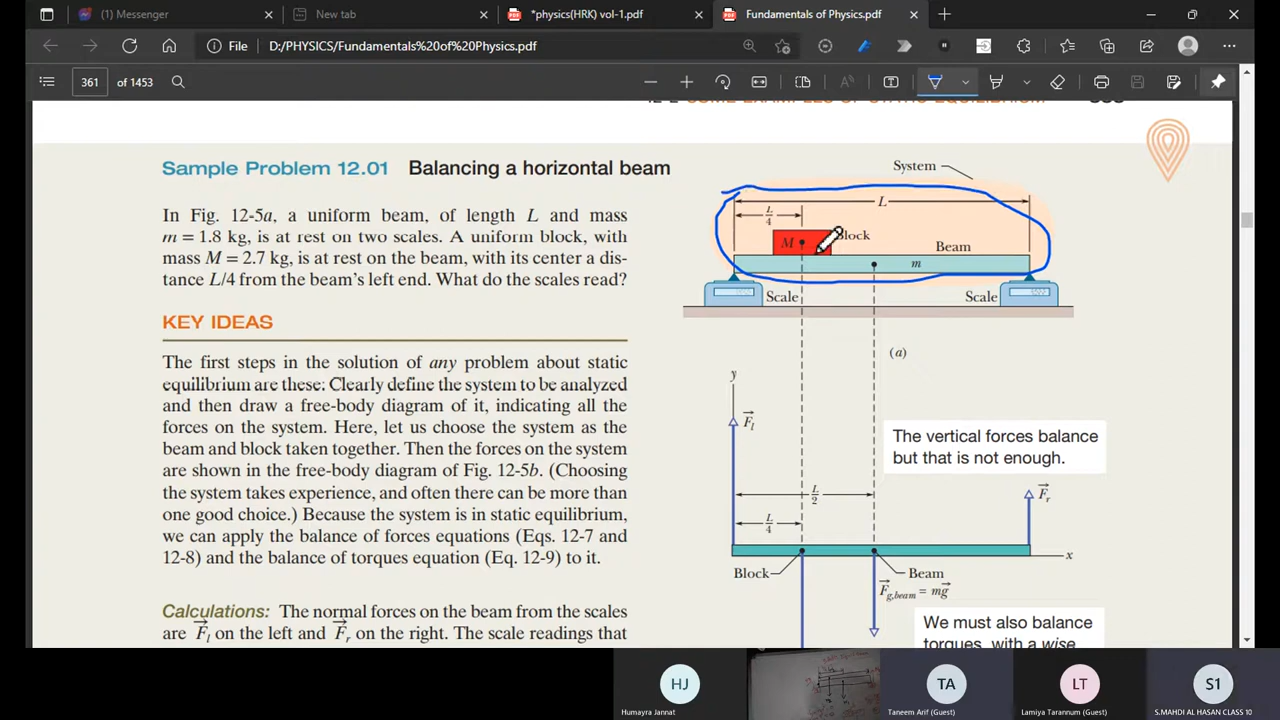 (1) Messenger
New tab
*physics(HRK) vol-1.pdf
Fundamentals of Physics.pdf
File
D:/PHYSICS/Fundamentals%20of%20Physics.pdf
361 of 1453
Sample Problem 12.01 Balancing a horizontal beam
In Fig. 12-5a, a uniform beam, of length L and mass
m = 1.8 kg, is at rest on two scales. A uniform block, with
mass M = 2.7 kg, is at rest on the beam, with its center a dis-
tance L/4 from the beam's left end. What do the scales read?
KEY IDEAS
The first steps in the solution of any problem about static
equilibrium are these: Clearly define the system to be analyzed
and then draw a free-body diagram of it, indicating all the
forces on the system. Here, let us choose the system as the
beam and block taken together. Then the forces on the system
are shown in the free-body diagram of Fig. 12-5b. (Choosing
the system takes experience, and often there can be more than
one good choice.) Because the system is in static equilibrium,
we can apply the balance of forces equations (Eqs. 12-7 and
12-8) and the balance of torques equation (Eq. 12-9) to it.
Calculations: The normal forces on the beam from the scales
are F⃗l on the left and F⃗r on the right. The scale readings that
System
L
L/4
M
lock
Beam
m
Scale
Scale
(a)
y
F⃗l
The vertical forces balance
but that is not enough.
L/2
F⃗r
L/4
x
Block
Beam
F⃗g,beam = mg⃗
We must also balance
torques, with a wise
HJ
TA
LT
S1
Humayra Jannat
Taneem Arif (Guest)
Lamiya Tarannum (Guest)
S.MAHDI AL HASAN CLASS 10